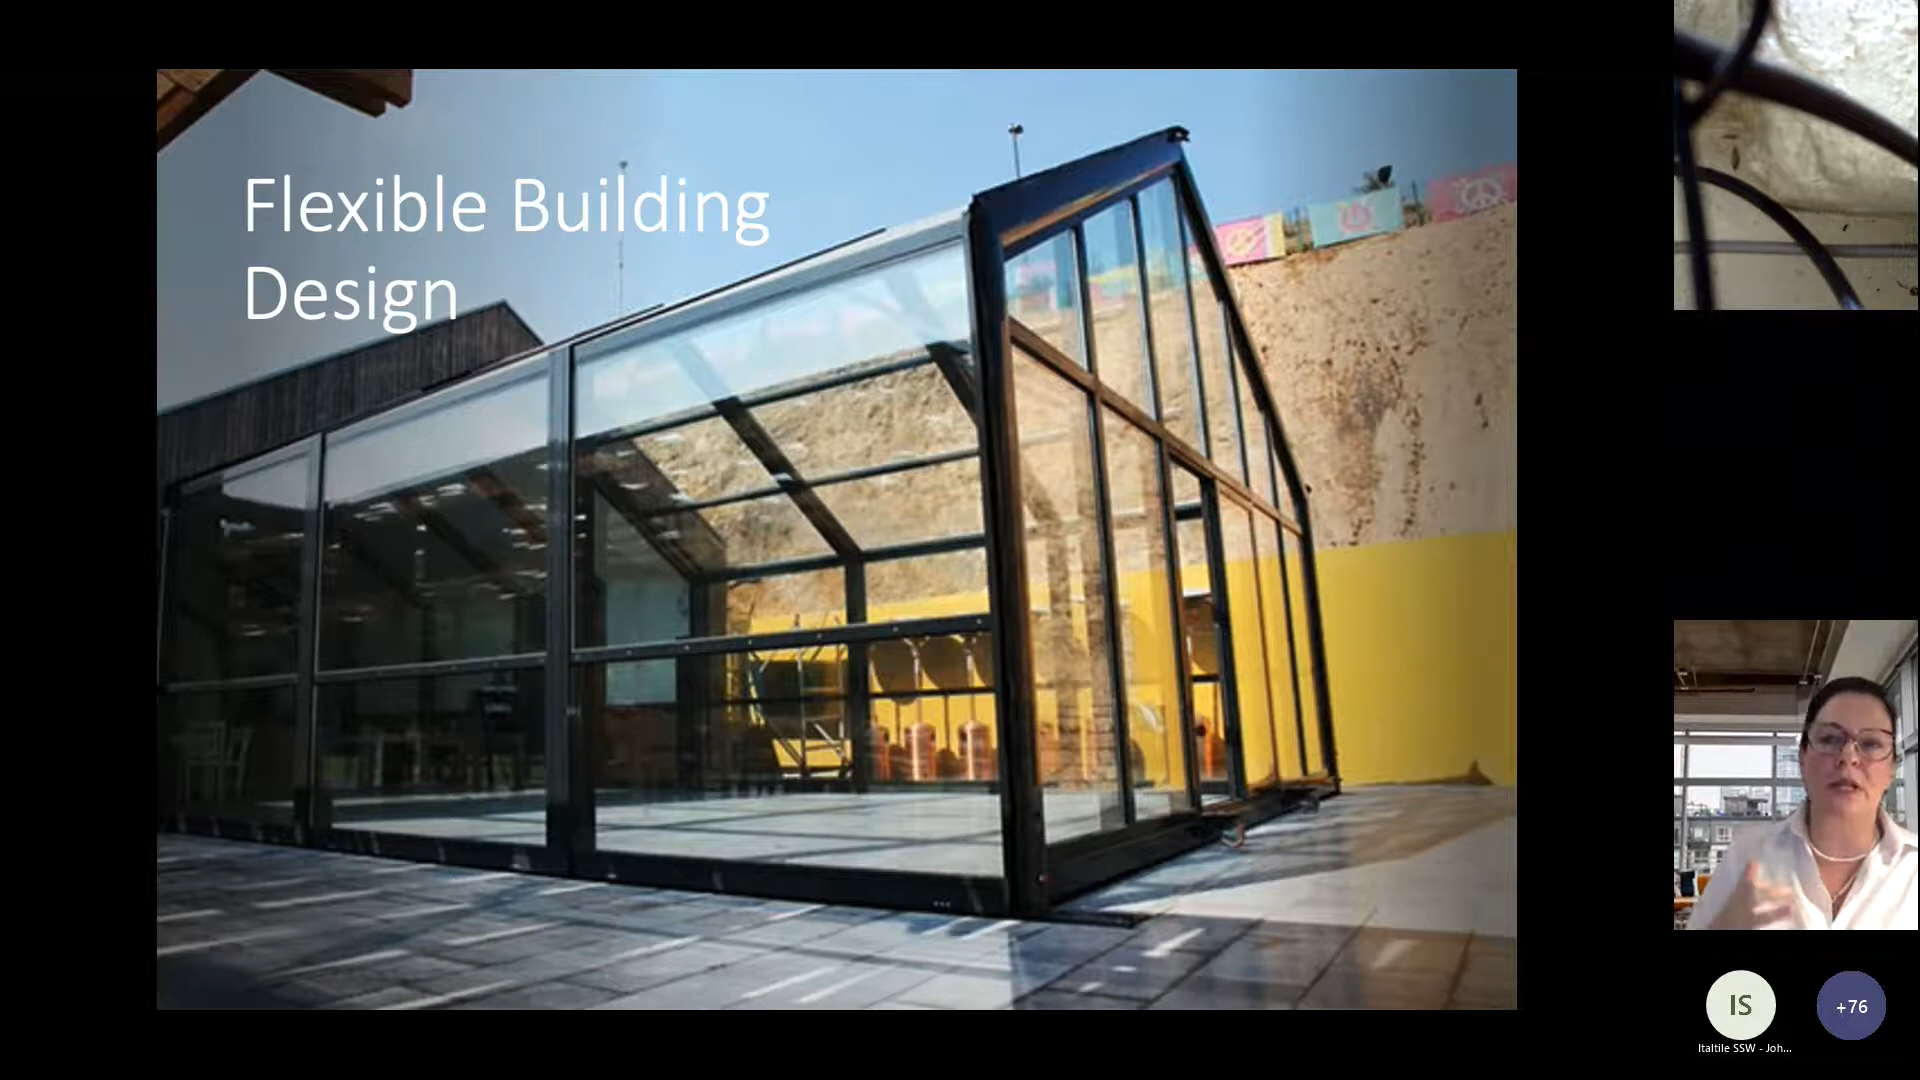 Flexible Building
Design
IS
+76
Italtile SSW - Joh...